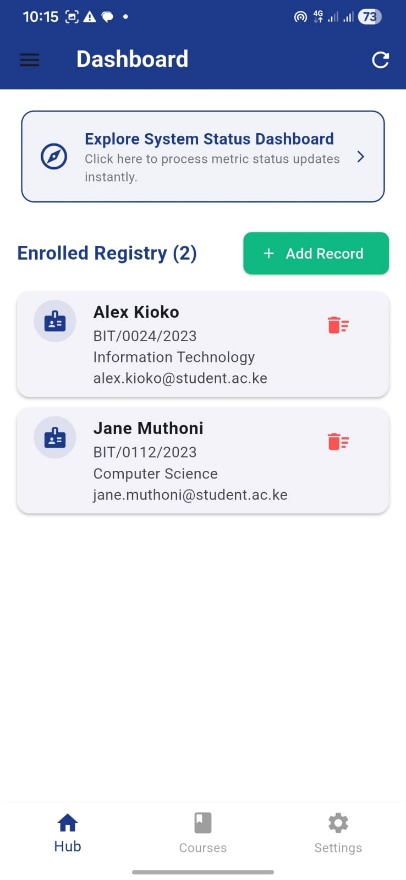 10:15 4G 73
Dashboard
Explore System Status Dashboard
Click here to process metric status updates
instantly.
Enrolled Registry (2)
+ Add Record
Alex Kioko
BIT/0024/2023
Information Technology
alex.kioko@student.ac.ke
Jane Muthoni
BIT/0112/2023
Computer Science
jane.muthoni@student.ac.ke
Hub Courses Settings